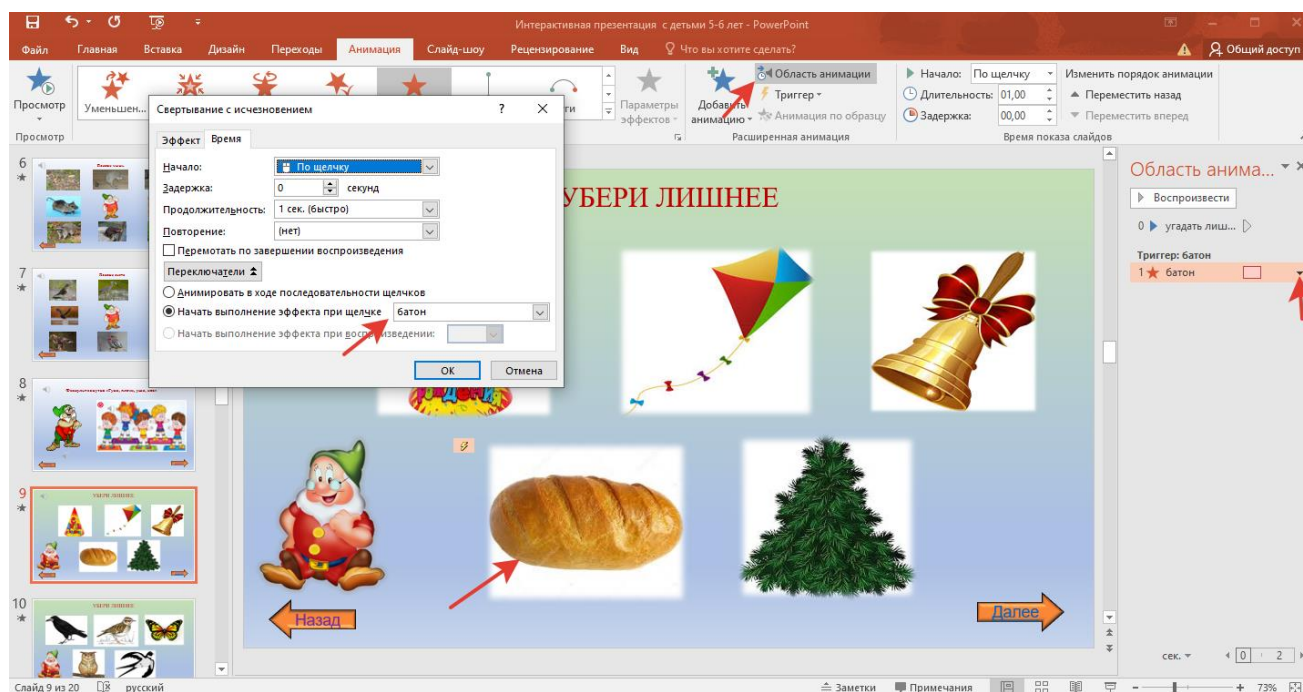 Интерактивная презентация с детьми 5-6 лет - PowerPoint
Файл Главная Вставка Дизайн Переходы Анимация Слайд-шоу Рецензирование Вид Что вы хотите сделать? Общий доступ
Просмотр
Уменьшен...
Параметры эффектов
Добавить анимацию
Область анимации
Триггер
Анимация по образцу
Начало: По щелчку
Длительность: 01,00
Задержка: 00,00
Изменить порядок анимации
Переместить назад
Переместить вперед
Просмотр Расширенная анимация Время показа слайдов
Свертывание с исчезновением ? X
Эффект Время
Начало: По щелчку
Задержка: 0 секунд
Продолжительность: 1 сек. (быстро)
Повторение: (нет)
Перемотать по завершении воспроизведения
Переключатели
Анимировать в ходе последовательности щелчков
Начать выполнение эффекта при щелчке батон
Начать выполнение эффекта при воспроизведении:
ОК Отмена
6
7
8
9
УБЕРИ ЛИШНЕЕ
10
УБЕРИ ЛИШНЕЕ
УБЕРИ ЛИШНЕЕ
Назад
Далее
Область анима...
Воспроизвести
0 угадать лиш...
Триггер: батон
1 батон
сек. 0 2
Слайд 9 из 20 русский Заметки Примечания 73%